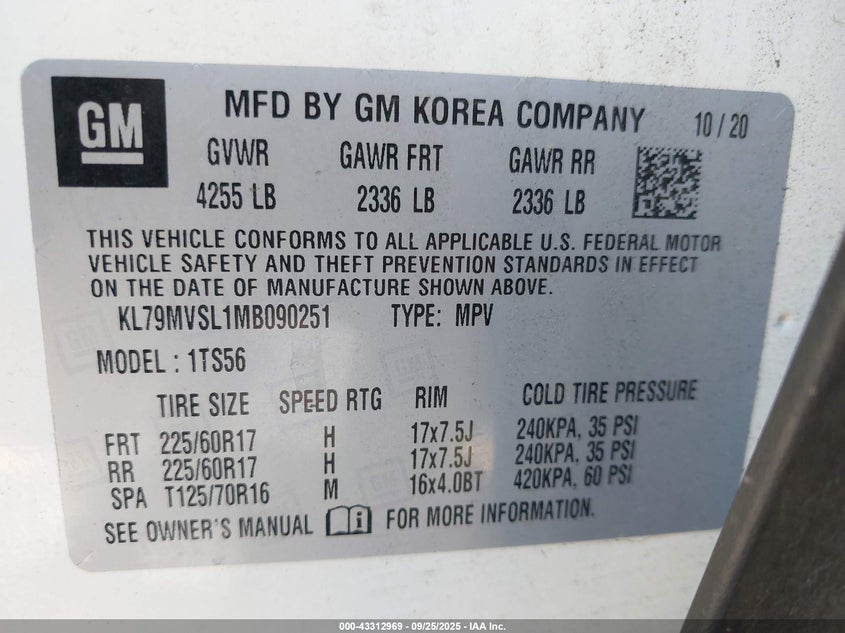 GM
MFD BY GM KOREA COMPANY 10/20
GVWR GAWR FRT GAWR RR
4255 LB 2336 LB 2336 LB
THIS VEHICLE CONFORMS TO ALL APPLICABLE U.S. FEDERAL MOTOR
VEHICLE SAFETY AND THEFT PREVENTION STANDARDS IN EFFECT
ON THE DATE OF MANUFACTURE SHOWN ABOVE.
KL79MVSL1MB090251 TYPE: MPV
MODEL : 1TS56
TIRE SIZE SPEED RTG RIM COLD TIRE PRESSURE
FRT 225/60R17 H 17x7.5J 240KPA, 35 PSI
RR 225/60R17 H 17x7.5J 240KPA, 35 PSI
SPA T125/70R16 M 16x4.0BT 420KPA, 60 PSI
SEE OWNER'S MANUAL i FOR MORE INFORMATION.
000-43312969 - 09/25/2025 - IAA Inc.